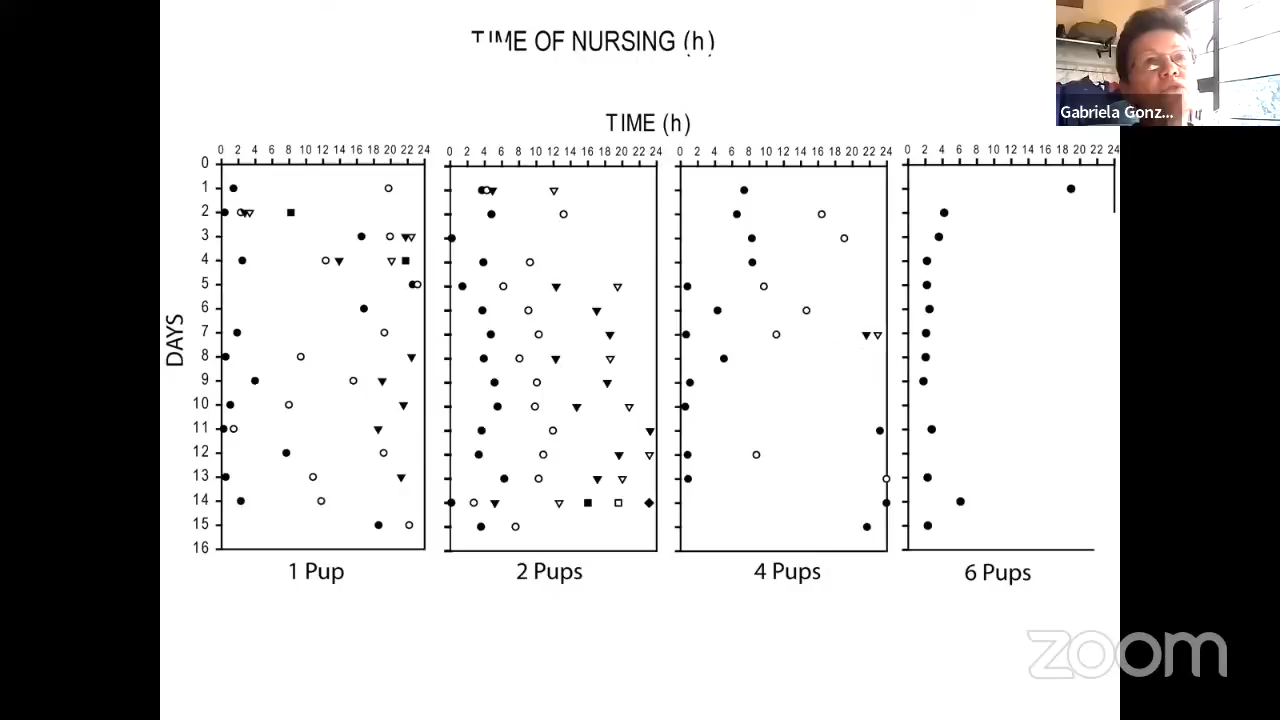 TIME OF NURSING (h)
Gabriela Gonz...
TIME (h)
0 2 4 6 8 10 12 14 16 18 20 22 24
0 2 4 6 8 10 12 14 16 18 20 22 24
0 2 4 6 8 10 12 14 16 18 20 22 24
0 2 4 6 8 10 12 14 16 18 20 22 24
DAYS
0
1
2
3
4
5
6
7
8
9
10
11
12
13
14
15
16
1 Pup
2 Pups
4 Pups
6 Pups
zoom